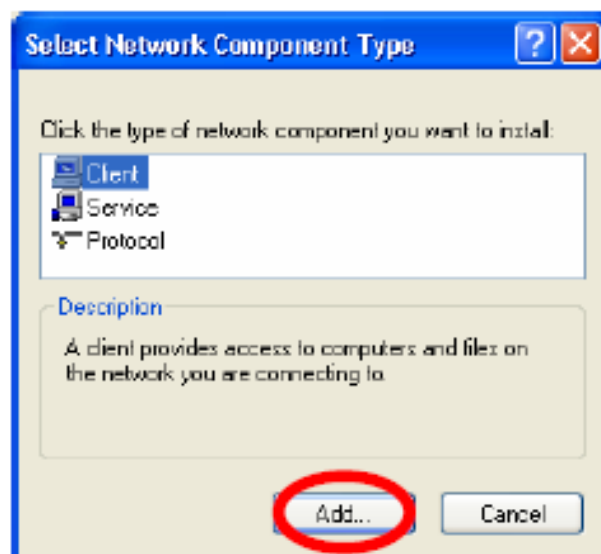 Select Network Component Type
Click the type of network component you want to install:
Client
Service
Protocol
Description
A client provides access to computers and files on
the network you are connecting to.
Add...
Cancel